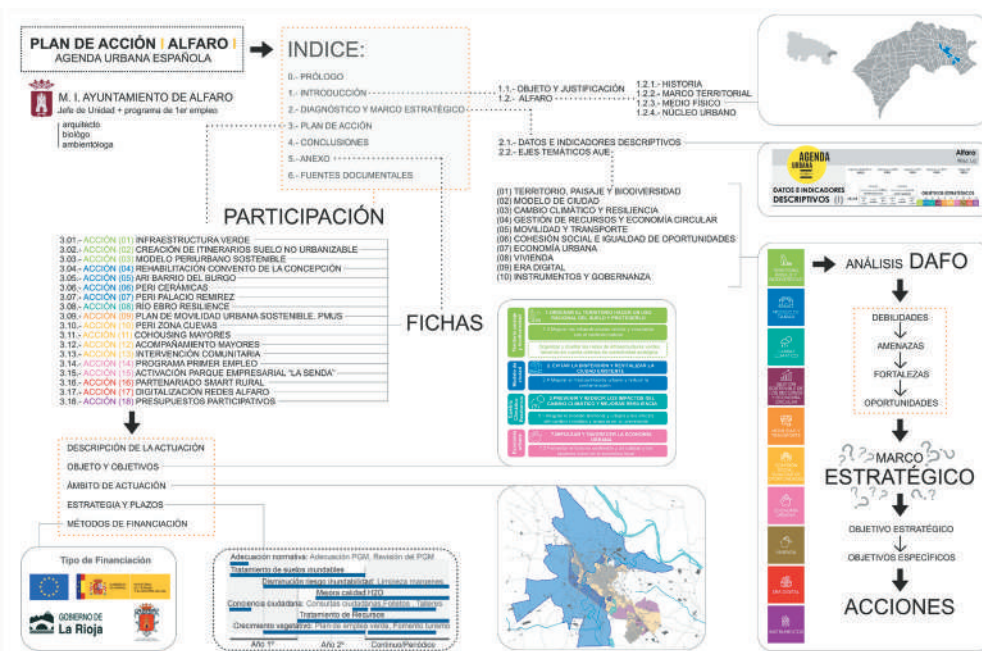 PLAN DE ACCIÓN | ALFARO |
AGENDA URBANA ESPAÑOLA
M. I. AYUNTAMIENTO DE ALFARO
Jefe de Unidad + programa de 1er empleo
arquitecto
biólogo
ambientóloga
INDICE:
0.- PRÓLOGO
1.- INTRODUCCIÓN
2.- DIAGNÓSTICO Y MARCO ESTRATÉGICO
3.- PLAN DE ACCIÓN
4.- CONCLUSIONES
5.- ANEXO
6.- FUENTES DOCUMENTALES
1.1.- OBJETO Y JUSTIFICACIÓN
1.2.- ALFARO
1.2.1.- HISTORIA
1.2.2.- MARCO TERRITORIAL
1.2.3.- MEDIO FÍSICO
1.2.4.- NÚCLEO URBANO
2.1.- DATOS E INDICADORES DESCRIPTIVOS
2.2.- EJES TEMÁTICOS AUE
(01) TERRITORIO, PAISAJE Y BIODIVERSIDAD
(02) MODELO DE CIUDAD
(03) CAMBIO CLIMÁTICO Y RESILIENCIA
(04) GESTIÓN DE RECURSOS Y ECONOMÍA CIRCULAR
(05) MOVILIDAD Y TRANSPORTE
(06) COHESIÓN SOCIAL E IGUALDAD DE OPORTUNIDADES
(07) ECONOMÍA URBANA
(08) VIVIENDA
(09) ERA DIGITAL
(10) INSTRUMENTOS Y GOBERNANZA
AGENDA
URBANA
Alfaro
DATOS E INDICADORES
DESCRIPTIVOS (I)
OBJETIVOS ESTRATÉGICOS
PARTICIPACIÓN
3.01.- ACCIÓN (01) INFRAESTRUCTURA VERDE
3.02.- ACCIÓN (02) CREACIÓN DE ITINERARIOS SUELO NO URBANIZABLE
3.03.- ACCIÓN (03) MODELO PERIURBANO SOSTENIBLE
3.04.- ACCIÓN (04) REHABILITACIÓN CONVENTO DE LA CONCEPCIÓN
3.05.- ACCIÓN (05) ARI BARRIO DEL BURGO
3.06.- ACCIÓN (06) PERI CERÁMICAS
3.07.- ACCIÓN (07) PERI PALACIO REMIREZ
3.08.- ACCIÓN (08) RÍO EBRO RESILIENCE
3.09.- ACCIÓN (09) PLAN DE MOVILIDAD URBANA SOSTENIBLE, PMUS
3.10.- ACCIÓN (10) PERI ZONA CUEVAS
3.11.- ACCIÓN (11) COHOUSING MAYORES
3.12.- ACCIÓN (12) ACOMPAÑAMIENTO MAYORES
3.13.- ACCIÓN (13) INTERVENCIÓN COMUNITARIA
3.14.- ACCIÓN (14) PROGRAMA PRIMER EMPLEO
3.15.- ACCIÓN (15) ACTIVACIÓN PARQUE EMPRESARIAL "LA SENDA"
3.16.- ACCIÓN (16) PARTENARIADO SMART RURAL
3.17.- ACCIÓN (17) DIGITALIZACIÓN REDES ALFARO
3.18.- ACCIÓN (18) PRESUPUESTOS PARTICIPATIVOS
FICHAS
DESCRIPCIÓN DE LA ACTUACIÓN
OBJETO Y OBJETIVOS
ÁMBITO DE ACTUACIÓN
ESTRATEGIA Y PLAZOS
MÉTODOS DE FINANCIACIÓN
Tipo de Financiación
GOBIERNO DE
La Rioja
Adecuación normativa: Adecuación PGM, Revisión del PGM
Tratamiento de suelos inundables
Disminución riesgo inundabilidad: Limpieza márgenes
Mejora calidad H2O
Conciencia ciudadana: Consultas ciudadanas, Folletos, Talleres
Tratamiento de Recursos
Crecimiento vegetativo: Plan de empleo verde, Fomento turismo
Año 1º
Año 2º
Continuo/Periódico
2. EVITAR LA DISPERSIÓN Y REVITALIZAR LA
CIUDAD EXISTENTE
ANÁLISIS DAFO
DEBILIDADES
AMENAZAS
FORTALEZAS
OPORTUNIDADES
MARCO
ESTRATÉGICO
OBJETIVO ESTRATÉGICO
OBJETIVOS ESPECÍFICOS
ACCIONES